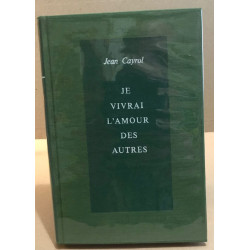 Jean Cayrol
JE
VIVRAI
L'AMOUR
DES
AUTRES